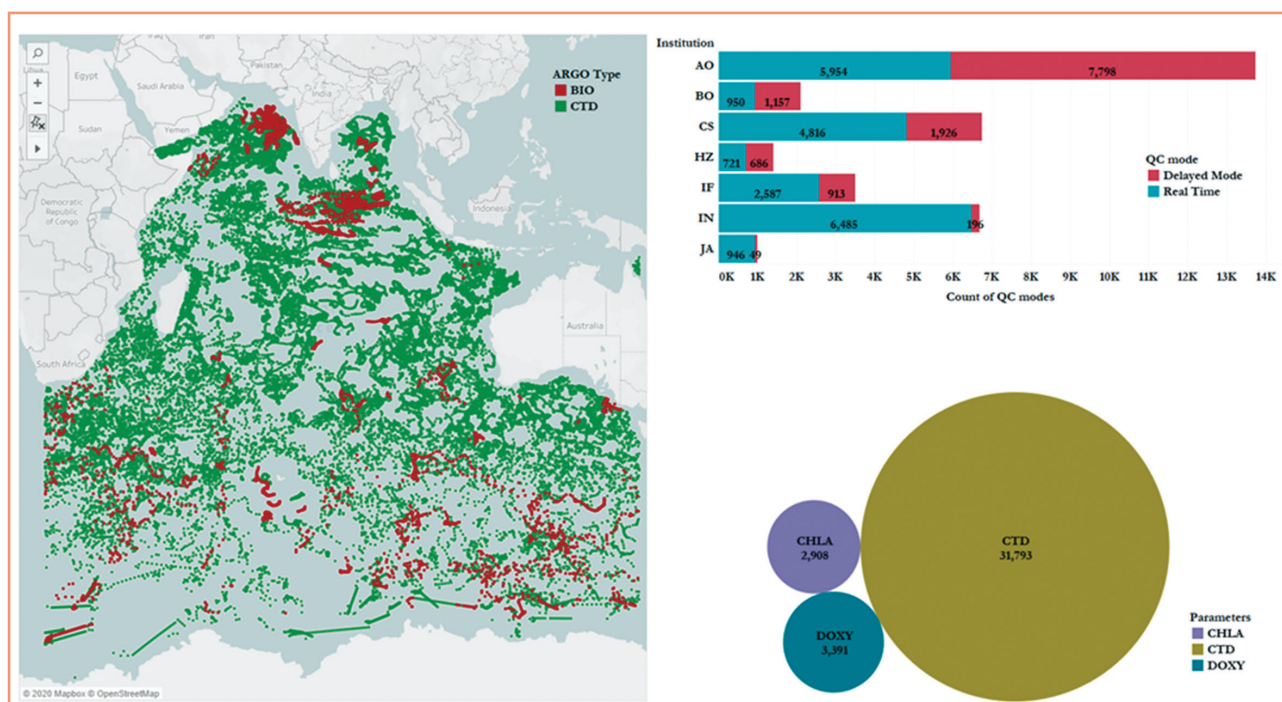 Iraq
Iran
Pakistan
Egypt
Saudi Arabia
India
Sudan
Yemen
Democratic
Republic
of Congo
Indonesia
Australia
South Africa
ARGO Type
BIO
CTD
© 2020 Mapbox © OpenStreetMap
Institution
AO 5,954 7,798
BO 950 1,157
CS 4,816 1,926
HZ 721 686
IF 2,587 913
IN 6,485 196
JA 946 49
0K 1K 2K 3K 4K 5K 6K 7K 8K 9K 10K 11K 12K 13K 14K
Count of QC modes
QC mode
Delayed Mode
Real Time
CHLA
2,908
CTD
31,793
DOXY
3,391
Parameters
CHLA
CTD
DOXY